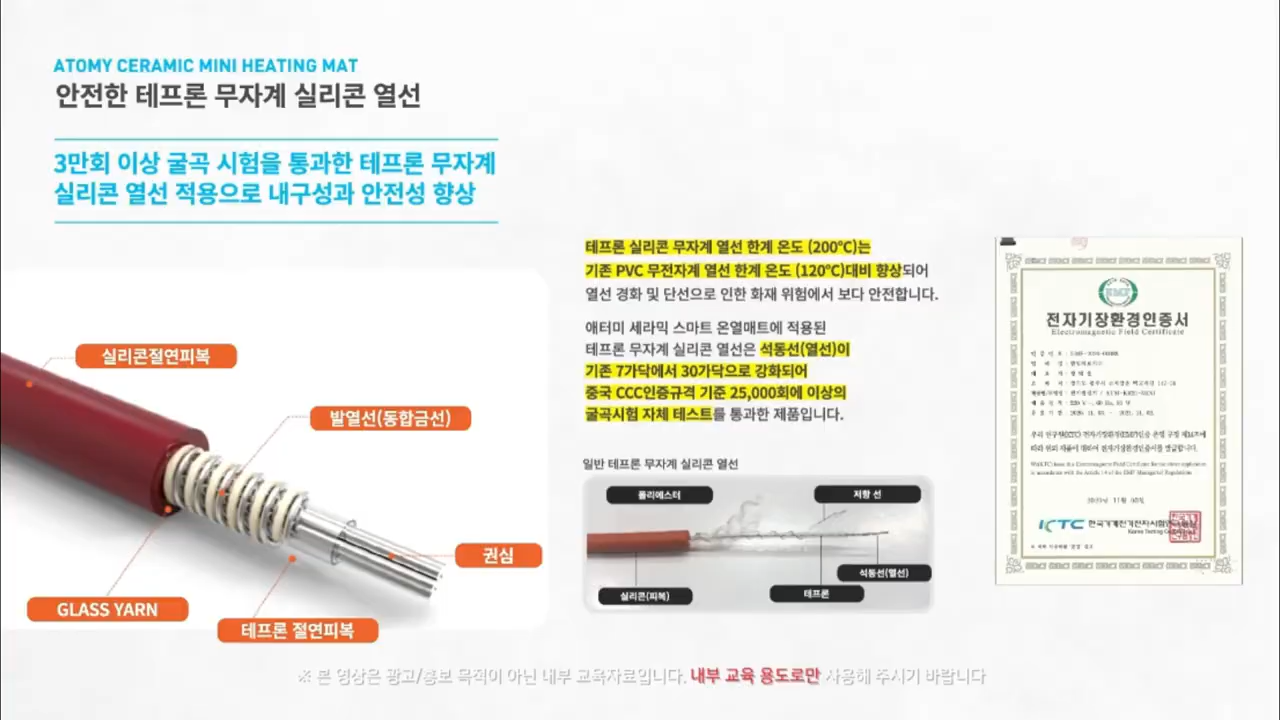 ATOMY CERAMIC MINI HEATING MAT
안전한 테프론 무자계 실리콘 열선
3만회 이상 굴곡 시험을 통과한 테프론 무자계
실리콘 열선 적용으로 내구성과 안전성 향상
실리콘절연피복
발열선(동합금선)
권심
GLASS YARN
테프론 절연피복
테프론 실리콘 무자계 열선 한계 온도 (200°C)는
기존 PVC 무전자계 열선 한계 온도 (120°C)대비 향상되어
열선 경화 및 단선으로 인한 화재 위험에서 보다 안전합니다.
애터미 세라믹 스마트 온열매트에 적용된
테프론 무자계 실리콘 열선은 석동선(열선)이
기존 7가닥에서 30가닥으로 강화되어
중국 CCC인증규격 기준 25,000회에 이상의
굴곡시험 자체 테스트를 통과한 제품입니다.
일반 테프론 무자계 실리콘 열선
폴리에스터
저항 선
석동선(열선)
실리콘(피복)
테프론
EMF
전자기장환경인증서
Electromagnetic Field Certificate
KTC
※ 본 영상은 광고/홍보 목적이 아닌 내부 교육자료입니다. 내부 교육 용도로만 사용해 주시기 바랍니다